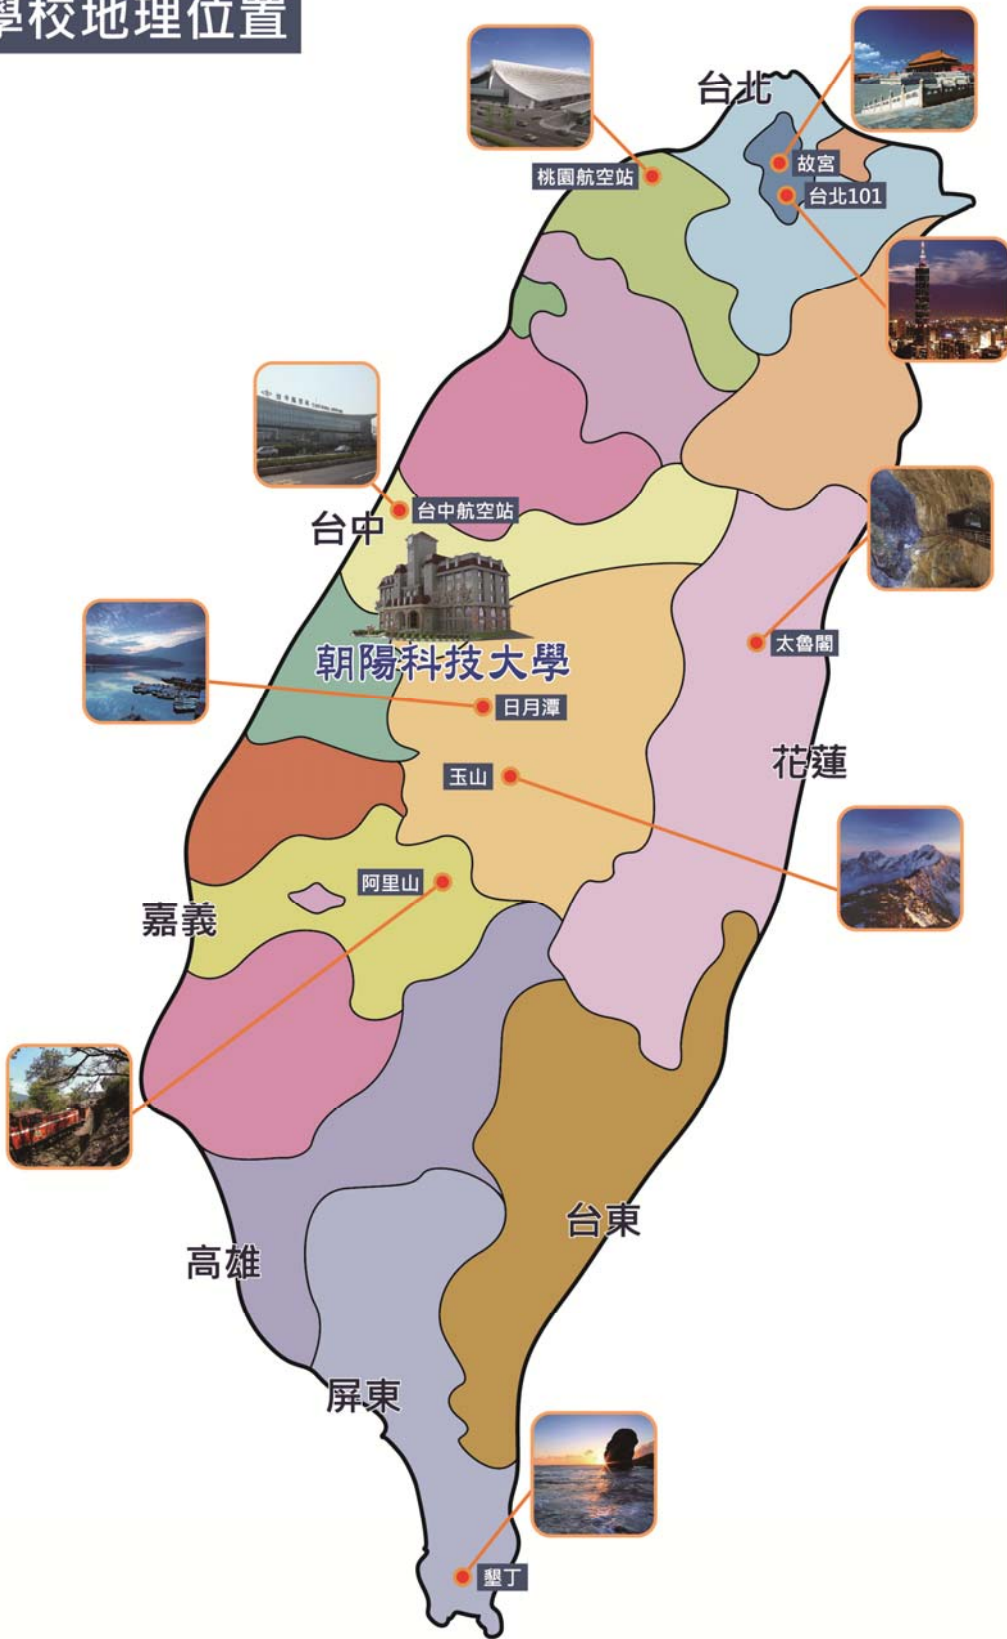 學校地理位置
台北
故宮
桃園航空站
台北101
台中航空站
台中
朝陽科技大學
太魯閣
日月潭
花蓮
玉山
阿里山
嘉義
台東
高雄
屏東
墾丁